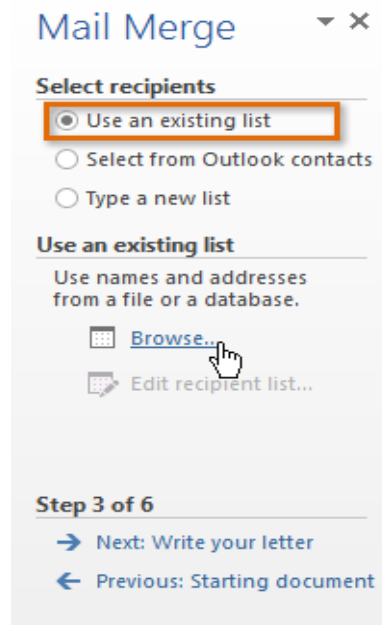 Mail Merge
Select recipients
Use an existing list
Select from Outlook contacts
Type a new list
Use an existing list
Use names and addresses
from a file or a database.
Browse...
Edit recipient list...
Step 3 of 6
Next: Write your letter
Previous: Starting document